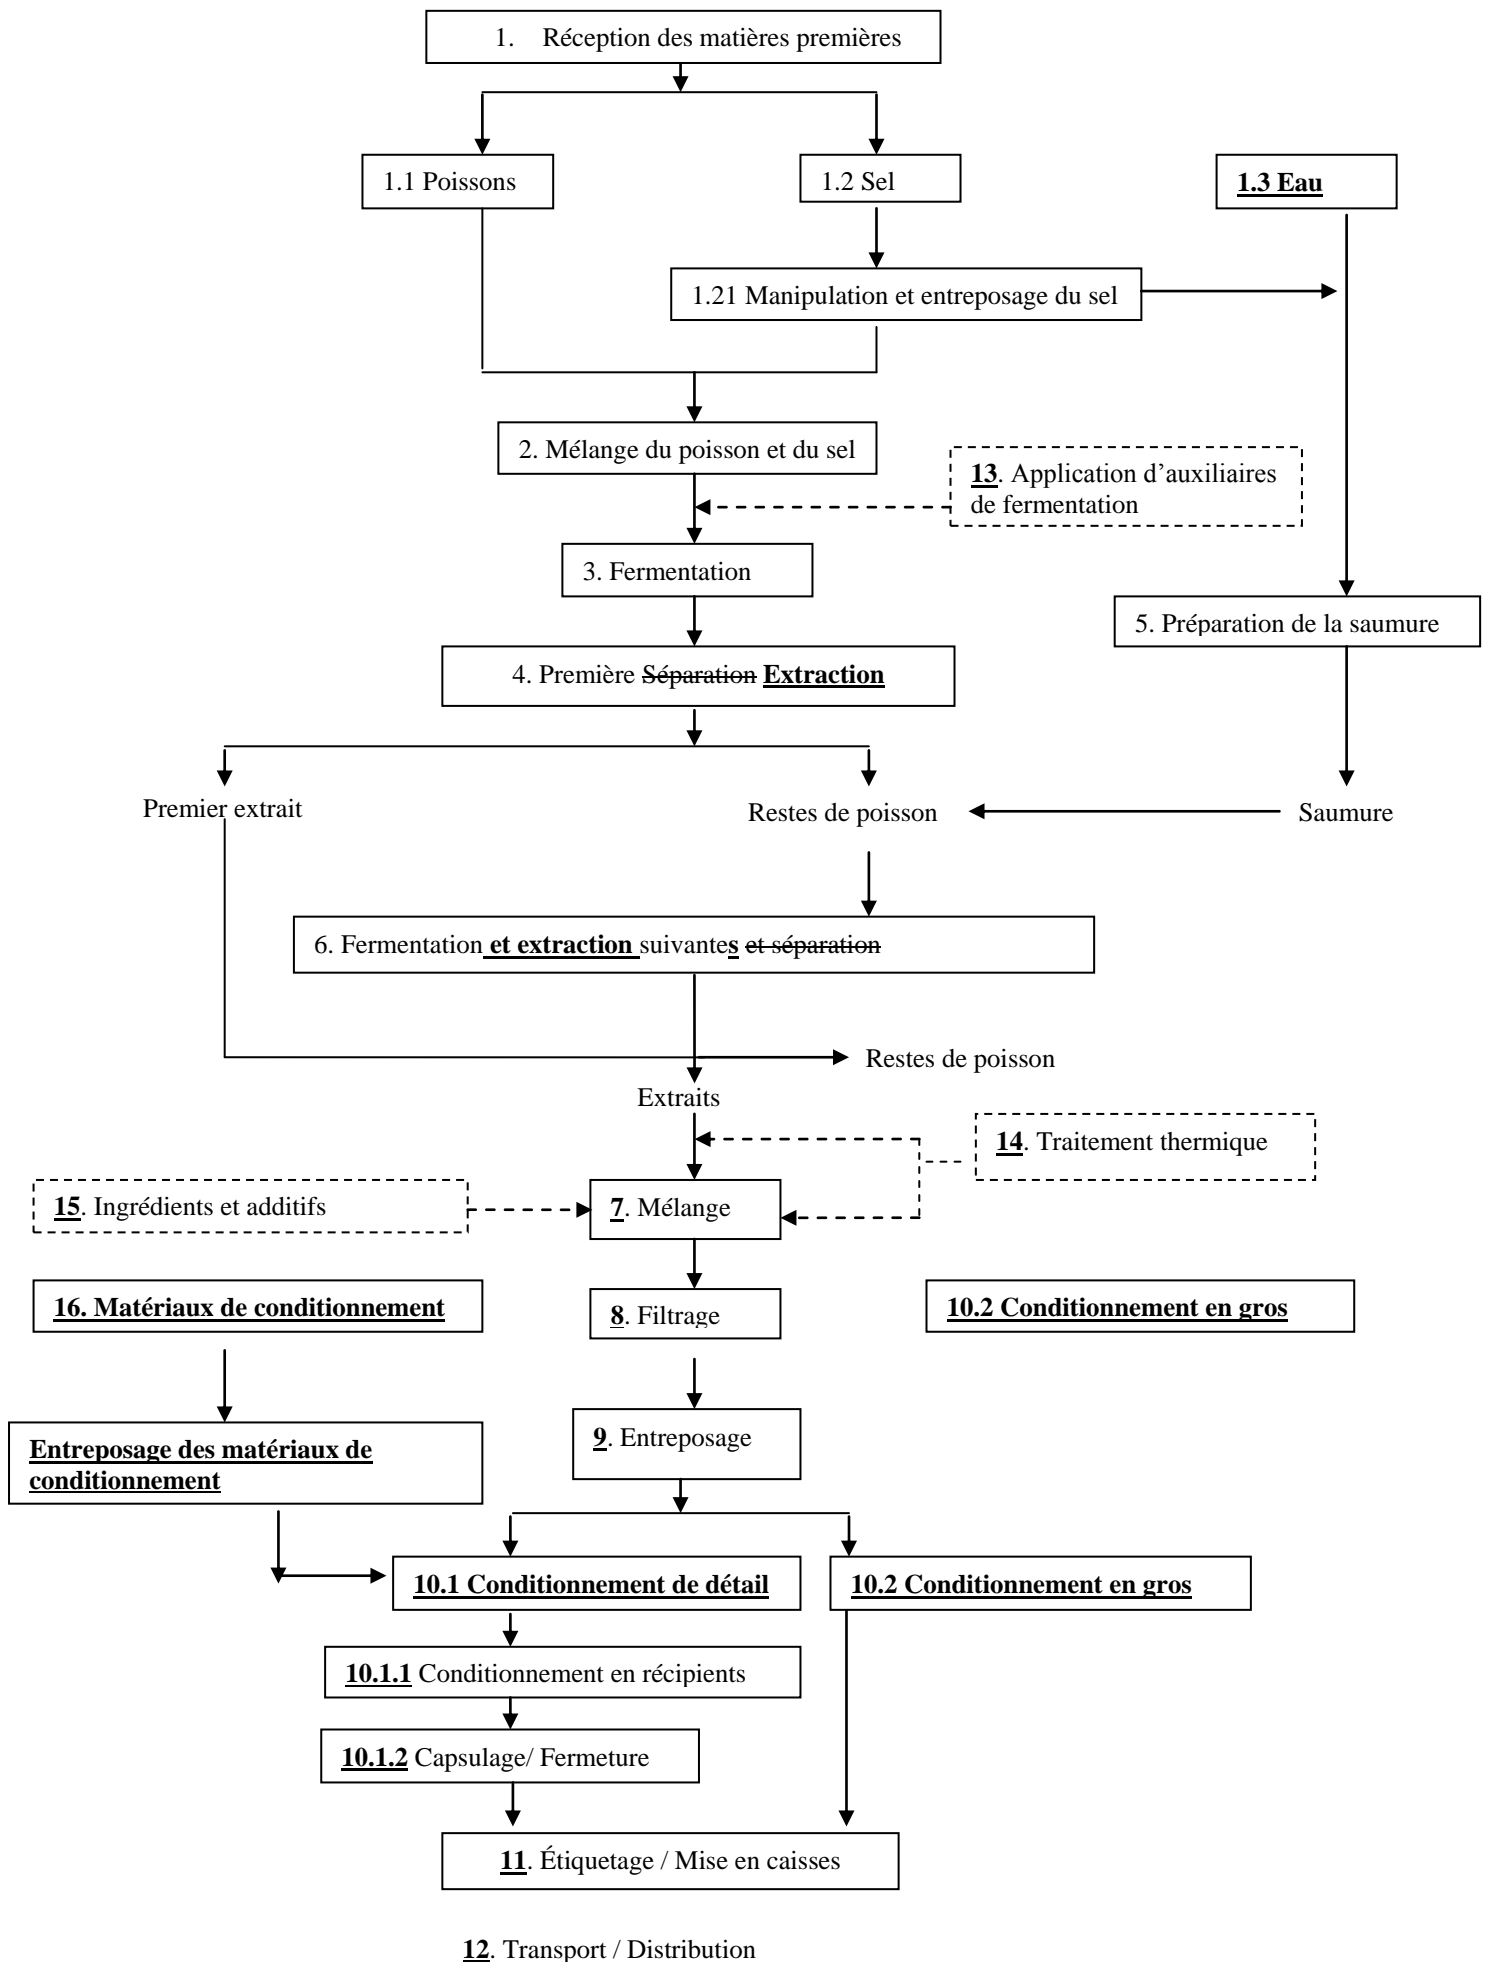 1. Réception des matières premières
1.1 Poissons
1.2 Sel
1.3 Eau
1.21 Manipulation et entreposage du sel
2. Mélange du poisson et du sel
13. Application d’auxiliaires
de fermentation
3. Fermentation
5. Préparation de la saumure
4. Première Séparation Extraction
Premier extrait
Restes de poisson
Saumure
6. Fermentation et extraction suivantes et séparation
Restes de poisson
Extraits
14. Traitement thermique
15. Ingrédients et additifs
7. Mélange
16. Matériaux de conditionnement
8. Filtrage
10.2 Conditionnement en gros
Entreposage des matériaux de
conditionnement
9. Entreposage
10.1 Conditionnement de détail
10.2 Conditionnement en gros
10.1.1 Conditionnement en récipients
10.1.2 Capsulage/ Fermeture
11. Étiquetage / Mise en caisses
12. Transport / Distribution